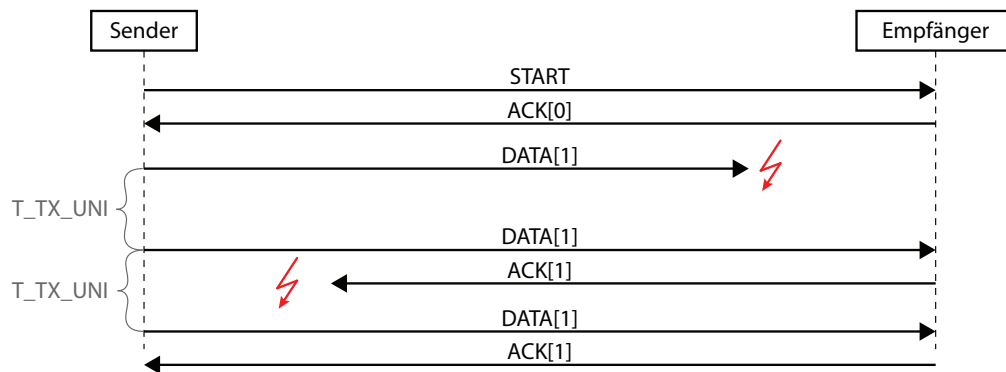 Sender
Empfänger
START
ACK[0]
DATA[1]
T_TX_UNI
DATA[1]
ACK[1]
T_TX_UNI
DATA[1]
ACK[1]